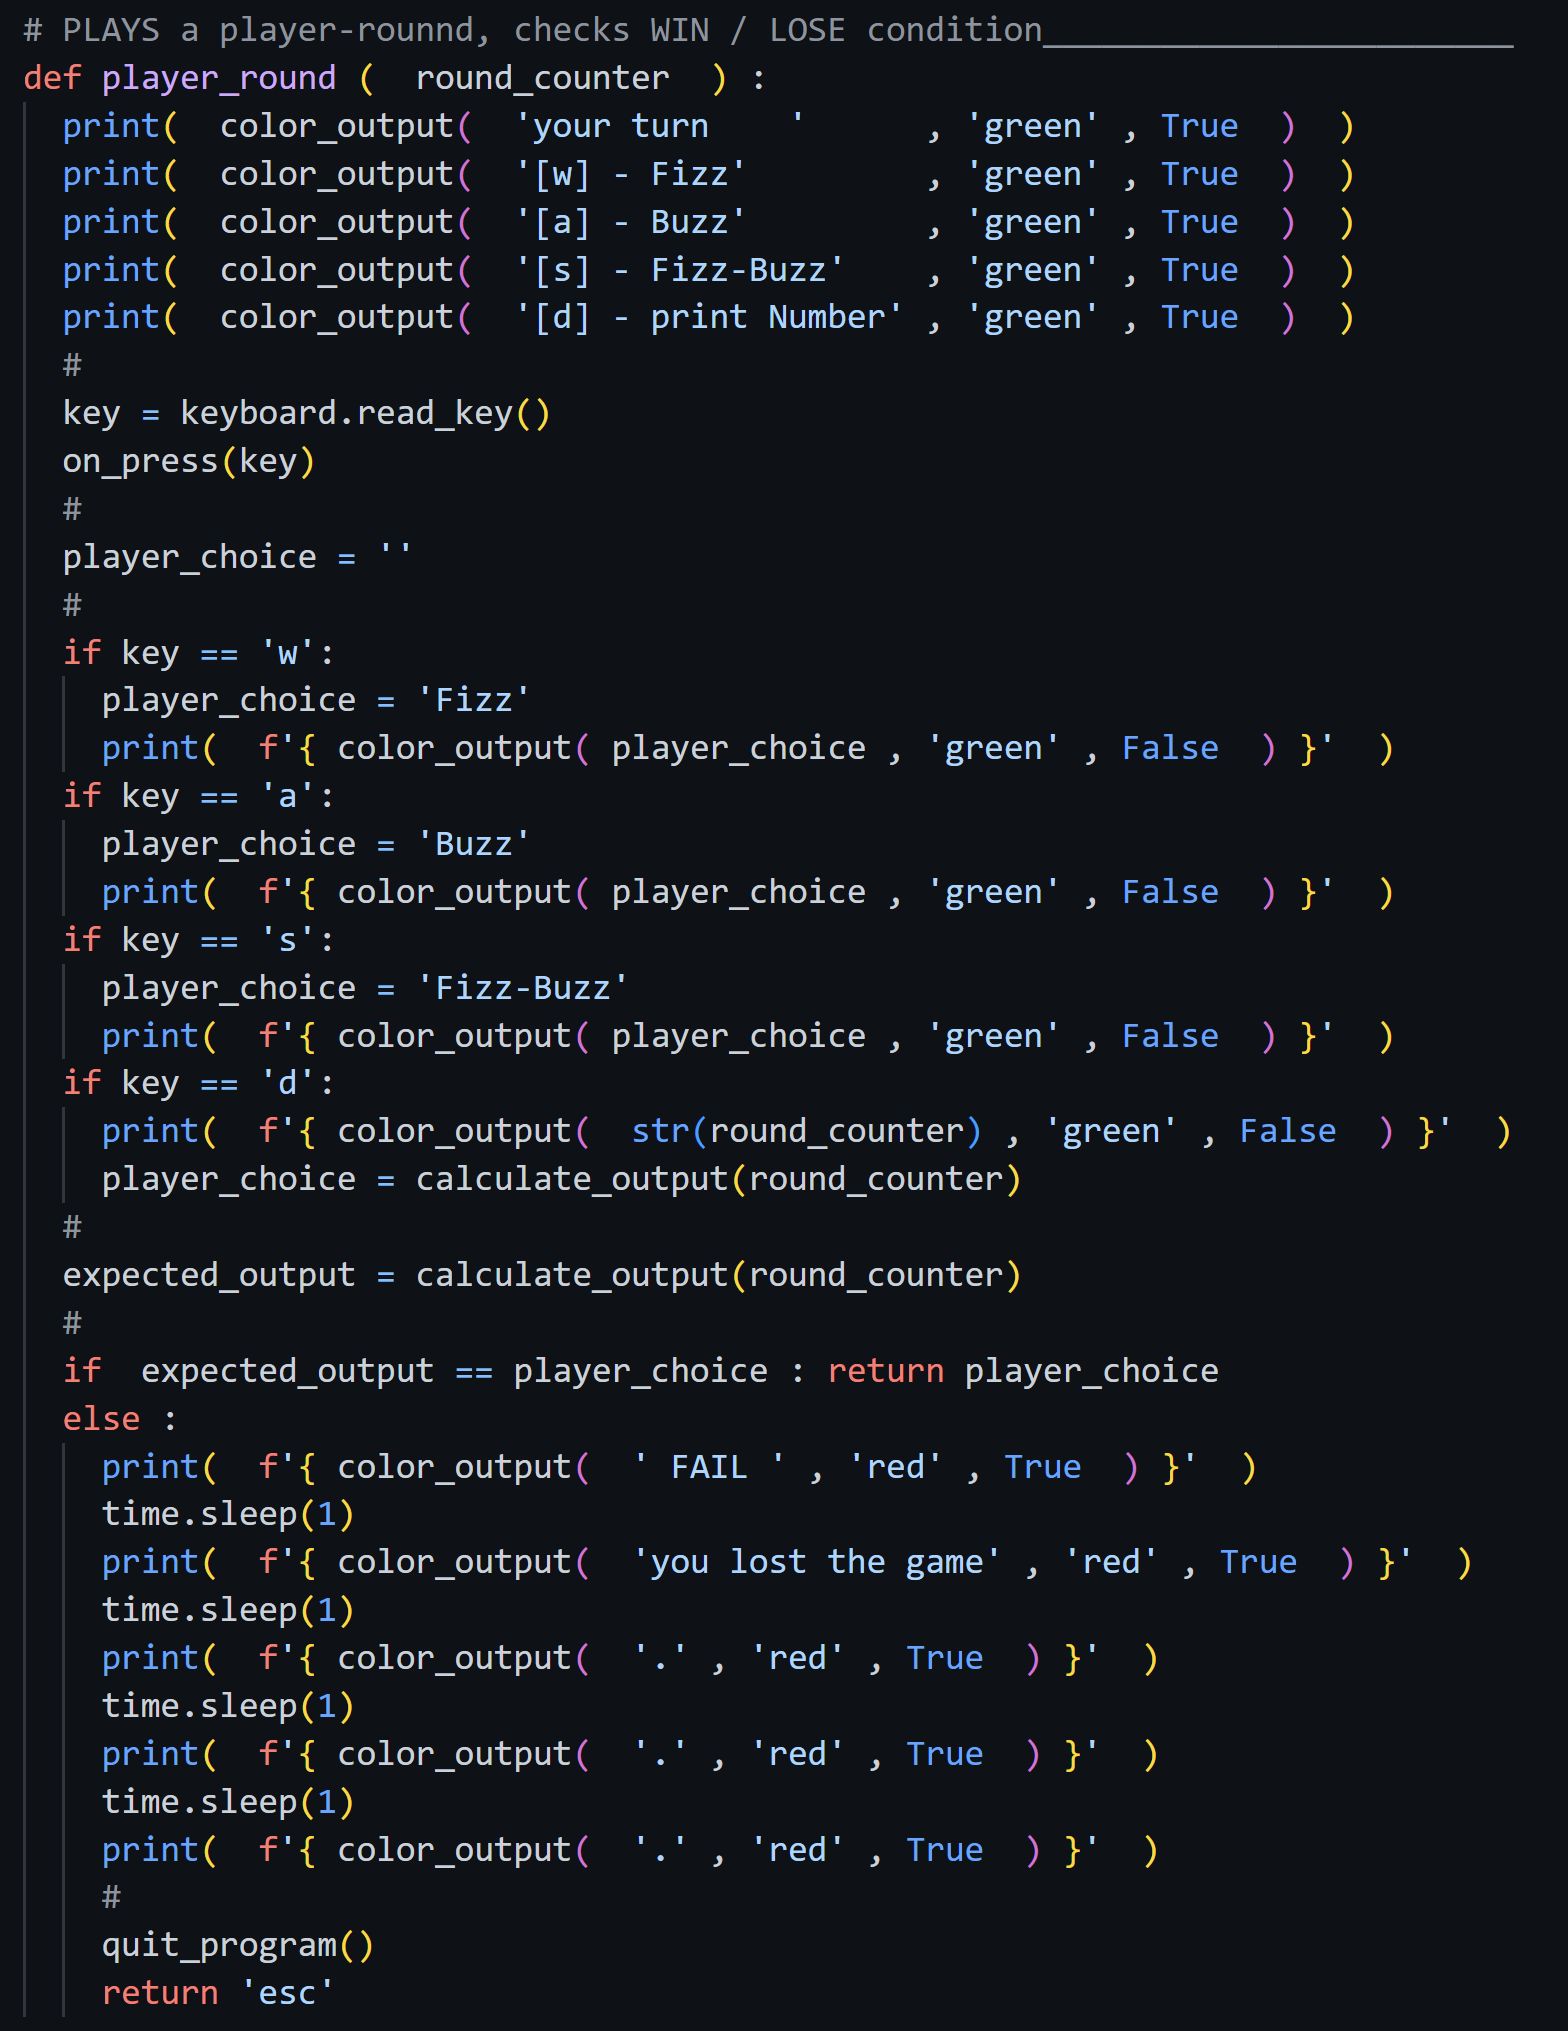 # PLAYS a player-rounnd, checks WIN / LOSE condition________________________
def player_round (  round_counter  ) :
  print(  color_output(  'your turn    '      , 'green' , True  )  )
  print(  color_output(  '[w] - Fizz'         , 'green' , True  )  )
  print(  color_output(  '[a] - Buzz'         , 'green' , True  )  )
  print(  color_output(  '[s] - Fizz-Buzz'    , 'green' , True  )  )
  print(  color_output(  '[d] - print Number' , 'green' , True  )  )
  #
  key = keyboard.read_key()
  on_press(key)
  #
  player_choice = ''
  #
  if key == 'w':
    player_choice = 'Fizz'
    print(  f'{ color_output( player_choice , 'green' , False  ) }'  )
  if key == 'a':
    player_choice = 'Buzz'
    print(  f'{ color_output( player_choice , 'green' , False  ) }'  )
  if key == 's':
    player_choice = 'Fizz-Buzz'
    print(  f'{ color_output( player_choice , 'green' , False  ) }'  )
  if key == 'd':
    print(  f'{ color_output(  str(round_counter) , 'green' , False  ) }'  )
    player_choice = calculate_output(round_counter)
  #
  expected_output = calculate_output(round_counter)
  #
  if  expected_output == player_choice : return player_choice
  else :
    print(  f'{ color_output(  ' FAIL ' , 'red' , True  ) }'  )
    time.sleep(1)
    print(  f'{ color_output(  'you lost the game' , 'red' , True  ) }'  )
    time.sleep(1)
    print(  f'{ color_output(  '.' , 'red' , True  ) }'  )
    time.sleep(1)
    print(  f'{ color_output(  '.' , 'red' , True  ) }'  )
    time.sleep(1)
    print(  f'{ color_output(  '.' , 'red' , True  ) }'  )
    #
    quit_program()
    return 'esc'